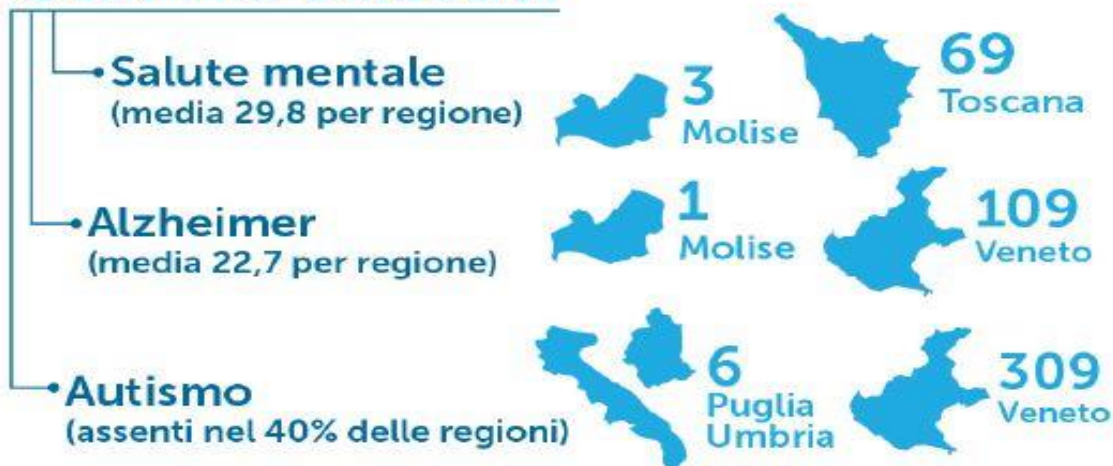 Salute mentale
(media 29,8 per regione)
3
Molise
69
Toscana
Alzheimer
(media 22,7 per regione)
1
Molise
109
Veneto
Autismo
(assenti nel 40% delle regioni)
6
Puglia
Umbria
309
Veneto